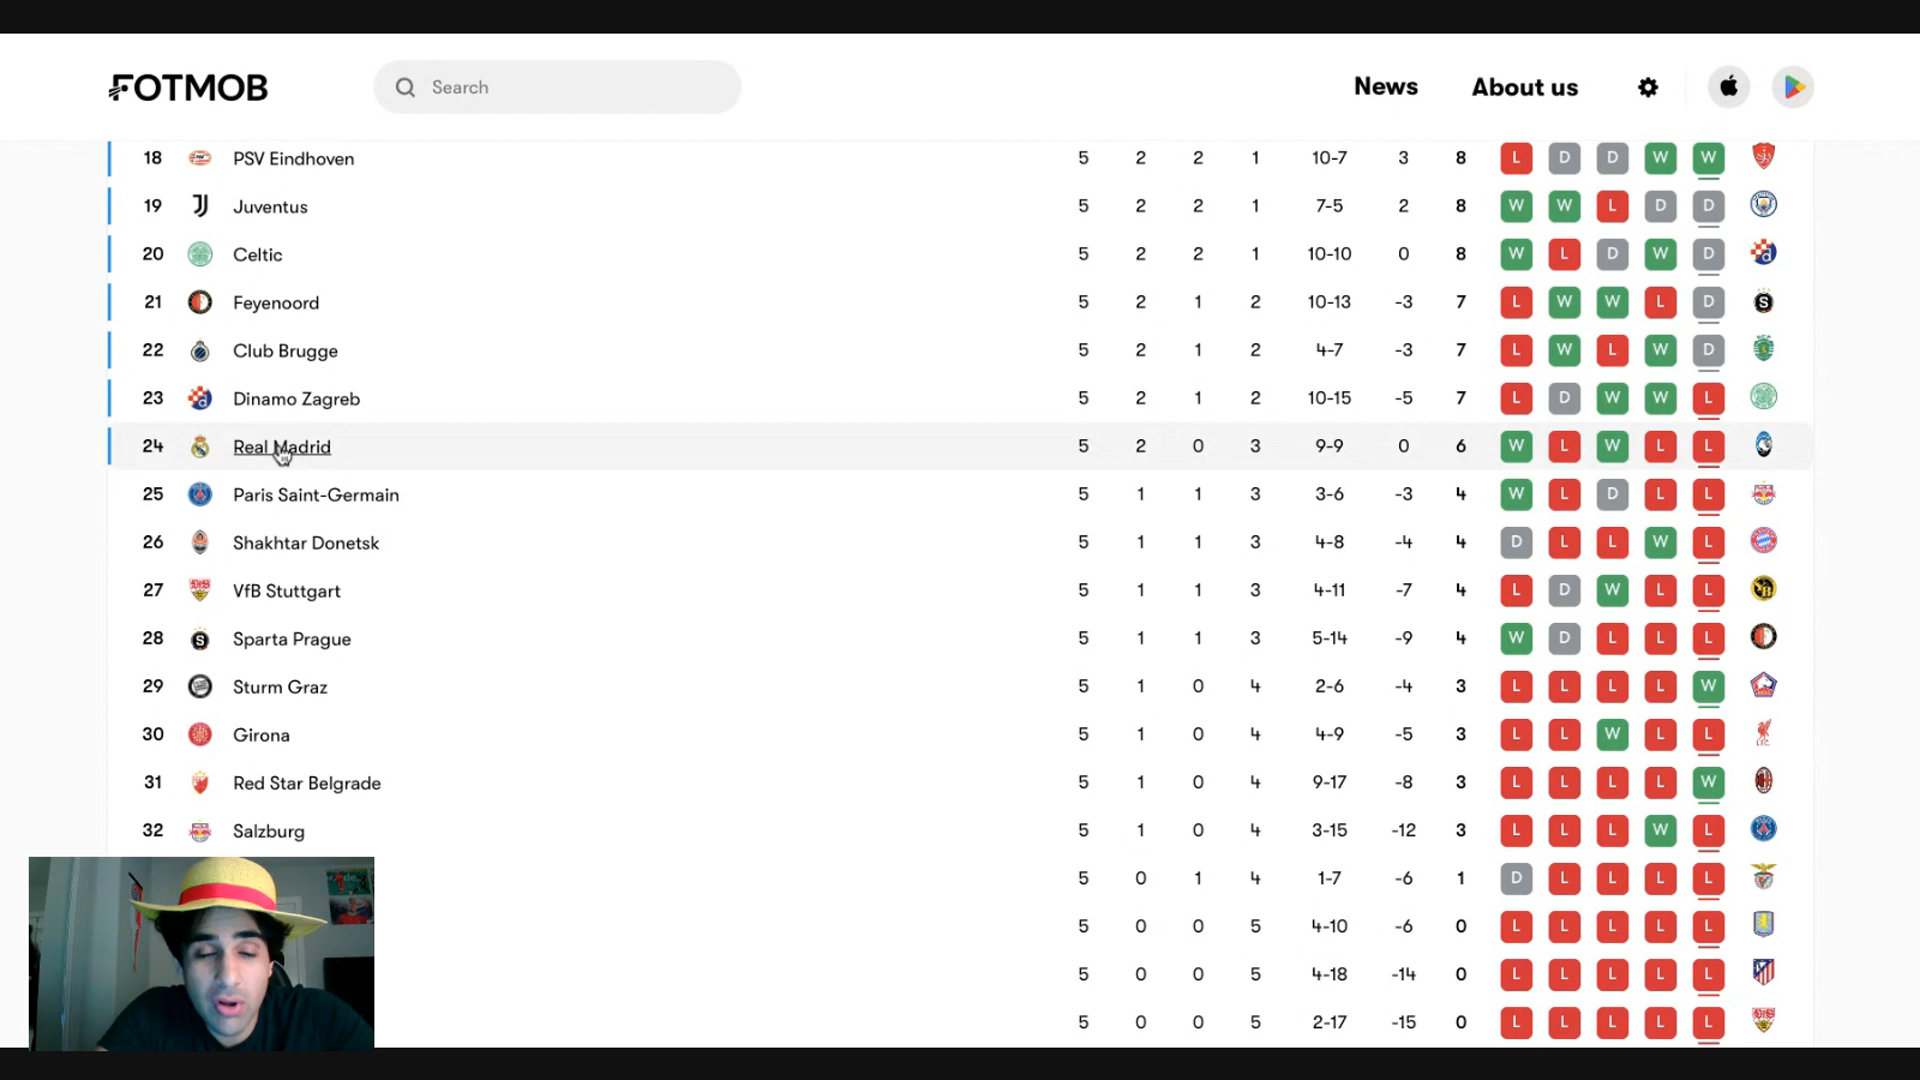 FOTMOB Search News About us
18 PSV Eindhoven 5 2 2 1 10-7 3 8 L D D W W
19 Juventus 5 2 2 1 7-5 2 8 W W L D D
20 Celtic 5 2 2 1 10-10 0 8 W L D W D
21 Feyenoord 5 2 1 2 10-13 -3 7 L W W L D
22 Club Brugge 5 2 1 2 4-7 -3 7 L W L W D
23 Dinamo Zagreb 5 2 1 2 10-15 -5 7 L D W W L
24 Real Madrid 5 2 0 3 9-9 0 6 W L W L L
25 Paris Saint-Germain 5 1 1 3 3-6 -3 4 W L D L L
26 Shakhtar Donetsk 5 1 1 3 4-8 -4 4 D L L W L
27 VfB Stuttgart 5 1 1 3 4-11 -7 4 L D W L L
28 Sparta Prague 5 1 1 3 5-14 -9 4 W D L L L
29 Sturm Graz 5 1 0 4 2-6 -4 3 L L L L W
30 Girona 5 1 0 4 4-9 -5 3 L L W L L
31 Red Star Belgrade 5 1 0 4 9-17 -8 3 L L L L W
32 Salzburg 5 1 0 4 3-15 -12 3 L L L W L
5 0 1 4 1-7 -6 1 D L L L L
5 0 0 5 4-10 -6 0 L L L L L
5 0 0 5 4-18 -14 0 L L L L L
5 0 0 5 2-17 -15 0 L L L L L